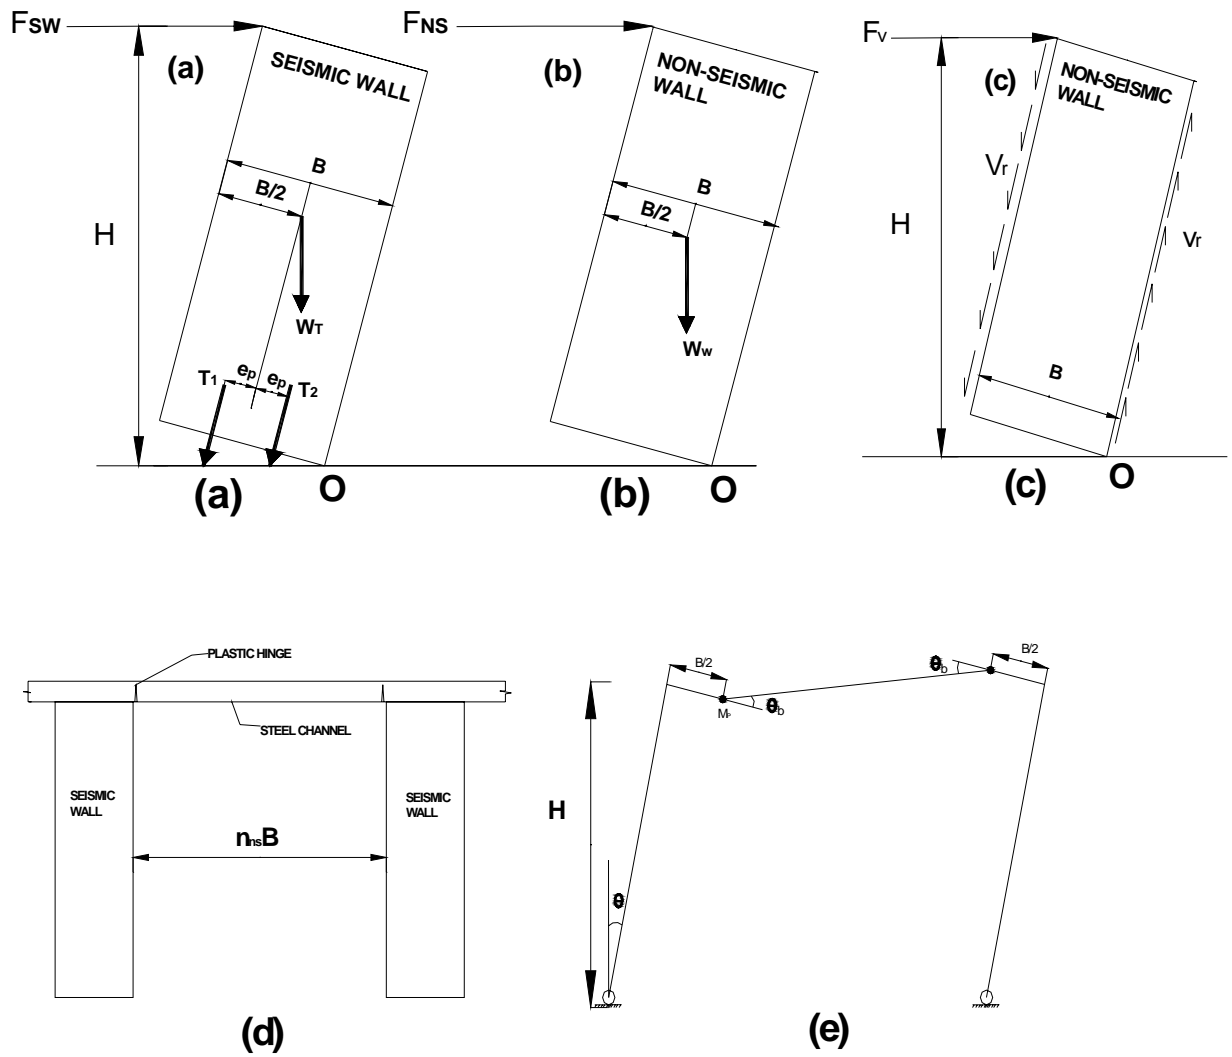 FSW
(a)
SEISMIC WALL
H
B
B/2
WT
T1
eP
eP
T2
O
(a)
FNS
(b)
NON-SEISMIC
WALL
B
B/2
Ww
O
(b)
FV
(c)
NON-SEISMIC
WALL
Vr
H
Vr
B
O
(c)
PLASTIC HINGE
STEEL CHANNEL
SEISMIC
WALL
SEISMIC
WALL
nnsB
(d)
B/2
θb
B/2
MP
θb
H
θ
(e)